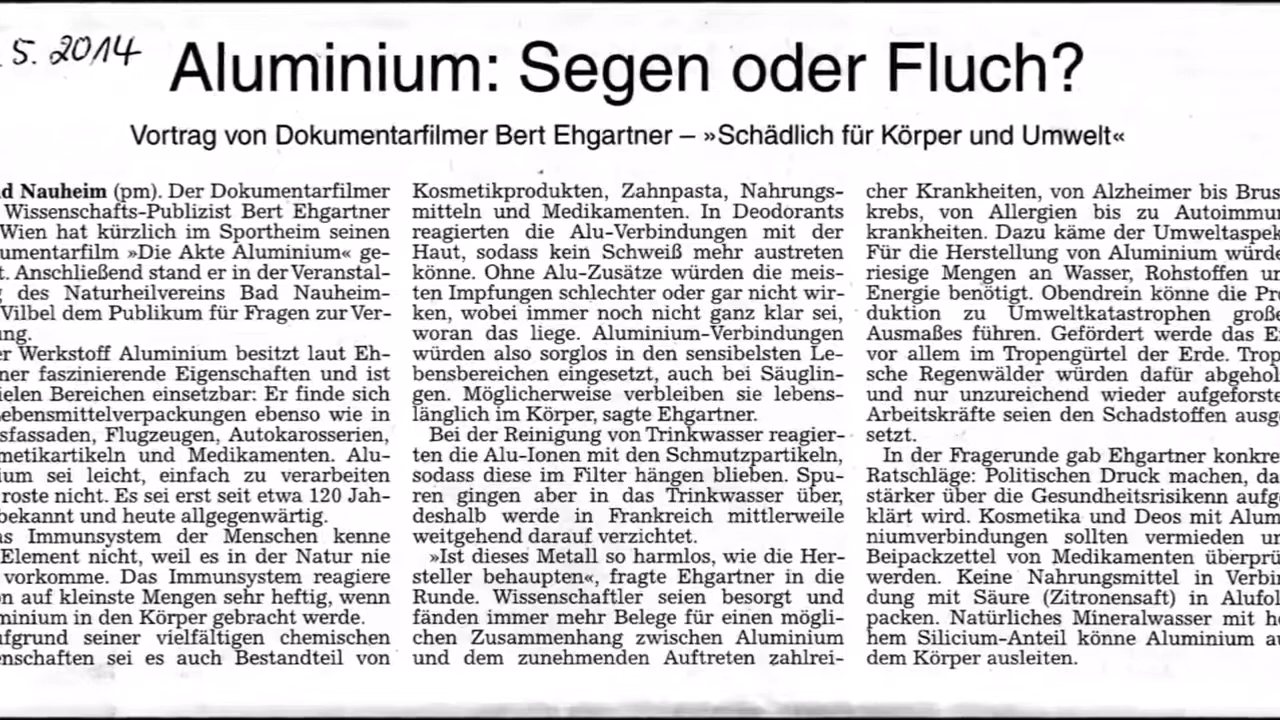 5. 2014
Aluminium: Segen oder Fluch?
Vortrag von Dokumentarfilmer Bert Ehgartner – »Schädlich für Körper und Umwelt«
d Nauheim (pm). Der Dokumentarfilmer
Wissenschafts-Publizist Bert Ehgartner
Wien hat kürzlich im Sportheim seinen
umentarfilm »Die Akte Aluminium« ge-
t. Anschließend stand er in der Veranstal-
des Naturheilvereins Bad Nauheim-
Vilbel dem Publikum für Fragen zur Ver-
ng.
er Werkstoff Aluminium besitzt laut Eh-
ner faszinierende Eigenschaften und ist
ielen Bereichen einsetzbar: Er finde sich
ebensmittelverpackungen ebenso wie in
sfassaden, Flugzeugen, Autokarosserien,
metikartikeln und Medikamenten. Alu-
ium sei leicht, einfach zu verarbeiten
roste nicht. Es sei erst seit etwa 120 Jah-
bekannt und heute allgegenwärtig.
as Immunsystem der Menschen kenne
Element nicht, weil es in der Natur nie
vorkomme. Das Immunsystem reagiere
n auf kleinste Mengen sehr heftig, wenn
minium in den Körper gebracht werde.
ufgrund seiner vielfältigen chemischen
enschaften sei es auch Bestandteil von
Kosmetikprodukten, Zahnpasta, Nahrungs-
mitteln und Medikamenten. In Deodorants
reagierten die Alu-Verbindungen mit der
Haut, sodass kein Schweiß mehr austreten
könne. Ohne Alu-Zusätze würden die meis-
ten Impfungen schlechter oder gar nicht wir-
ken, wobei immer noch nicht ganz klar sei,
woran das liege. Aluminium-Verbindungen
würden also sorglos in den sensibelsten Le-
bensbereichen eingesetzt, auch bei Säuglin-
gen. Möglicherweise verbleiben sie lebens-
länglich im Körper, sagte Ehgartner.
Bei der Reinigung von Trinkwasser reagier-
ten die Alu-Ionen mit den Schmutzpartikeln,
sodass diese im Filter hängen blieben. Spu-
ren gingen aber in das Trinkwasser über,
deshalb werde in Frankreich mittlerweile
weitgehend darauf verzichtet.
»Ist dieses Metall so harmlos, wie die Her-
steller behaupten«, fragte Ehgartner in die
Runde. Wissenschaftler seien besorgt und
fänden immer mehr Belege für einen mögli-
chen Zusammenhang zwischen Aluminium
und dem zunehmenden Auftreten zahlrei-
cher Krankheiten, von Alzheimer bis Brus
krebs, von Allergien bis zu Autoimmu
krankheiten. Dazu käme der Umweltaspek
Für die Herstellung von Aluminium würde
riesige Mengen an Wasser, Rohstoffen un
Energie benötigt. Obendrein könne die Pro
duktion zu Umweltkatastrophen große
Ausmaßes führen. Gefördert werde das E
vor allem im Tropengürtel der Erde. Trop
sche Regenwälder würden dafür abgehol
und nur unzureichend wieder aufgeforste
Arbeitskräfte seien den Schadstoffen ausg
setzt.
In der Fragerunde gab Ehgartner konkre
Ratschläge: Politischen Druck machen, da
stärker über die Gesundheitsrisikenn aufg
klärt wird. Kosmetika und Deos mit Alum
niumverbindungen sollten vermieden un
Beipackzettel von Medikamenten überprü
werden. Keine Nahrungsmittel in Verbin
dung mit Säure (Zitronensaft) in Alufol
packen. Natürliches Mineralwasser mit ho
hem Silicium-Anteil könne Aluminium au
dem Körper ausleiten.